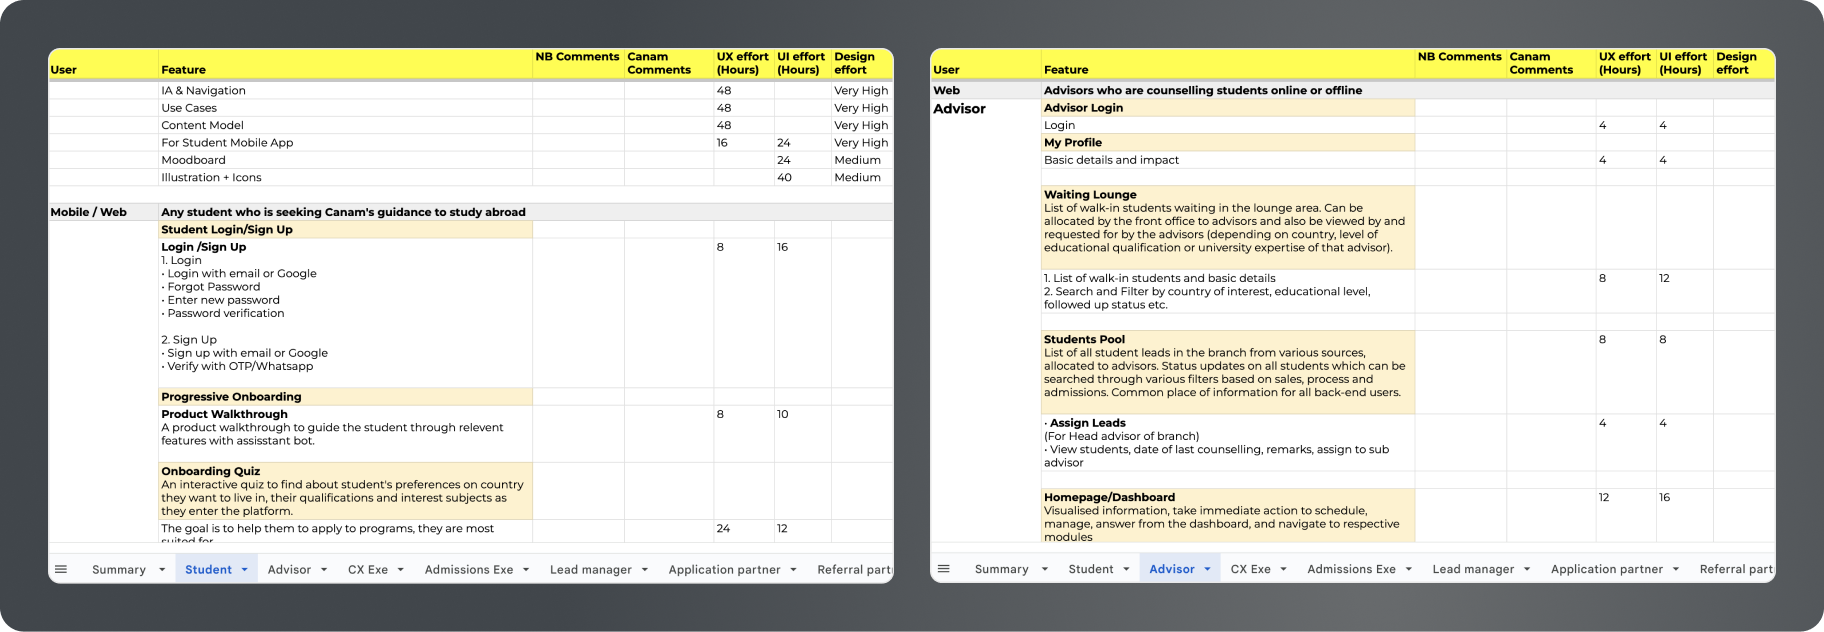 User Feature NB Comments Canam Comments UX effort (Hours) UI effort (Hours) Design effort
IA & Navigation 48 Very High
Use Cases 48 Very High
Content Model 48 Very High
For Student Mobile App 16 24 Very High
Moodboard 24 Medium
Illustration + Icons 40 Medium
Mobile / Web Any student who is seeking Canam's guidance to study abroad
Student Login/Sign Up
Login /Sign Up 8 16
1. Login
• Login with email or Google
• Forgot Password
• Enter new password
• Password verification
2. Sign Up
• Sign up with email or Google
• Verify with OTP/Whatsapp
Progressive Onboarding
Product Walkthrough 8 10
A product walkthrough to guide the student through relevent
features with assisstant bot.
Onboarding Quiz
An interactive quiz to find about student's preferences on country
they want to live in, their qualifications and interest subjects as
they enter the platform.
The goal is to help them to apply to programs, they are most 24 12
suited for
Summary Student Advisor CX Exe Admissions Exe Lead manager Application partner Referral part
User Feature NB Comments Canam Comments UX effort (Hours) UI effort (Hours) Design effort
Web Advisors who are counselling students online or offline
Advisor Advisor Login
Login 4 4
My Profile
Basic details and impact 4 4
Waiting Lounge
List of walk-in students waiting in the lounge area. Can be
allocated by the front office to advisors and also be viewed by and
requested for by the advisors (depending on country, level of
educational qualification or university expertise of that advisor).
1. List of walk-in students and basic details 8 12
2. Search and Filter by country of interest, educational level,
followed up status etc.
Students Pool 8 8
List of all student leads in the branch from various sources,
allocated to advisors. Status updates on all students which can be
searched through various filters based on sales, process and
admissions. Common place of information for all back-end users.
• Assign Leads 4 4
(For Head advisor of branch)
• View students, date of last counselling, remarks, assign to sub
advisor
Homepage/Dashboard 12 16
Visualised information, take immediate action to schedule,
manage, answer from the dashboard, and navigate to respective
modules
Summary Student Advisor CX Exe Admissions Exe Lead manager Application partner Referral part